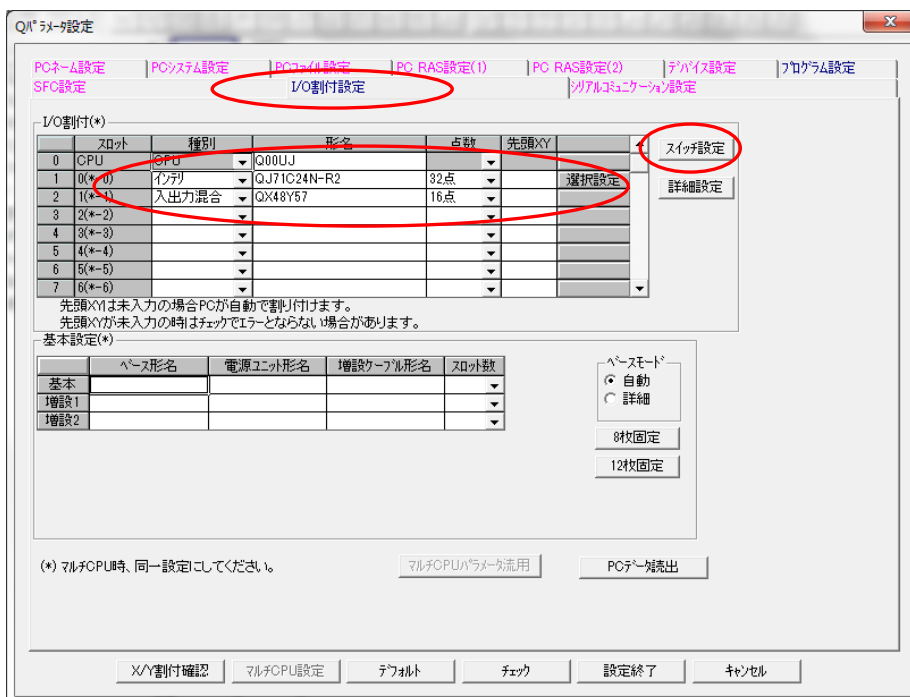 Qﾊﾟﾗﾒｰﾀ設定
PCﾈｰﾑ設定 PCｼｽﾃﾑ設定 PCﾌｧｲﾙ設定 PC RAS設定(1) PC RAS設定(2) ﾃﾞﾊﾞｲｽ設定 ﾌﾟﾛｸﾞﾗﾑ設定
SFC設定 I/O割付設定 ｼﾘｱﾙｺﾐｭﾆｹｰｼｮﾝ設定
I/O割付(*)
ｽﾛｯﾄ 種別 形名 点数 先頭XY
0 CPU CPU Q00UJ
1 0(*-0) ｲﾝﾃﾘ QJ71C24N-R2 32点 選択設定
2 1(*-1) 入出力混合 QX48Y57 16点
3 2(*-2)
4 3(*-3)
5 4(*-4)
6 5(*-5)
7 6(*-6)
ｽｲｯﾁ設定
詳細設定
先頭XYは未入力の場合PCが自動で割り付けます。
先頭XYが未入力の時はﾁｪｯｸでｴﾗｰとならない場合があります。
基本設定(*)
ﾍﾞｰｽ形名 電源ﾕﾆｯﾄ形名 増設ｹｰﾌﾞﾙ形名 ｽﾛｯﾄ数
基本
増設1
増設2
ﾍﾞｰｽﾓｰﾄﾞ
自動
詳細
8枚固定
12枚固定
(*)ﾏﾙﾁCPU時、同一設定にしてください。 ﾏﾙﾁCPUﾊﾟﾗﾒｰﾀ流用 PCﾃﾞｰﾀ読出
X/Y割付確認 ﾏﾙﾁCPU設定 ﾃﾞﾌｫﾙﾄ ﾁｪｯｸ 設定終了 ｷｬﾝｾﾙ